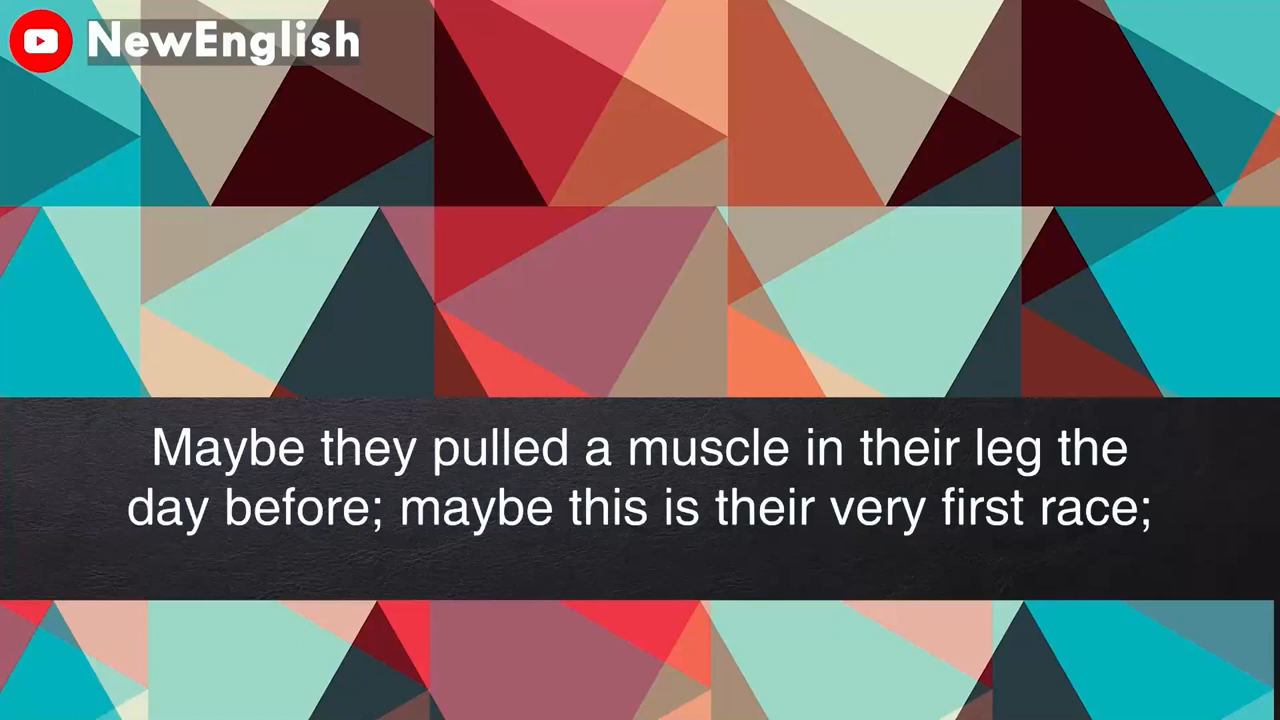 NewEnglish
Maybe they pulled a muscle in their leg the
day before; maybe this is their very first race;